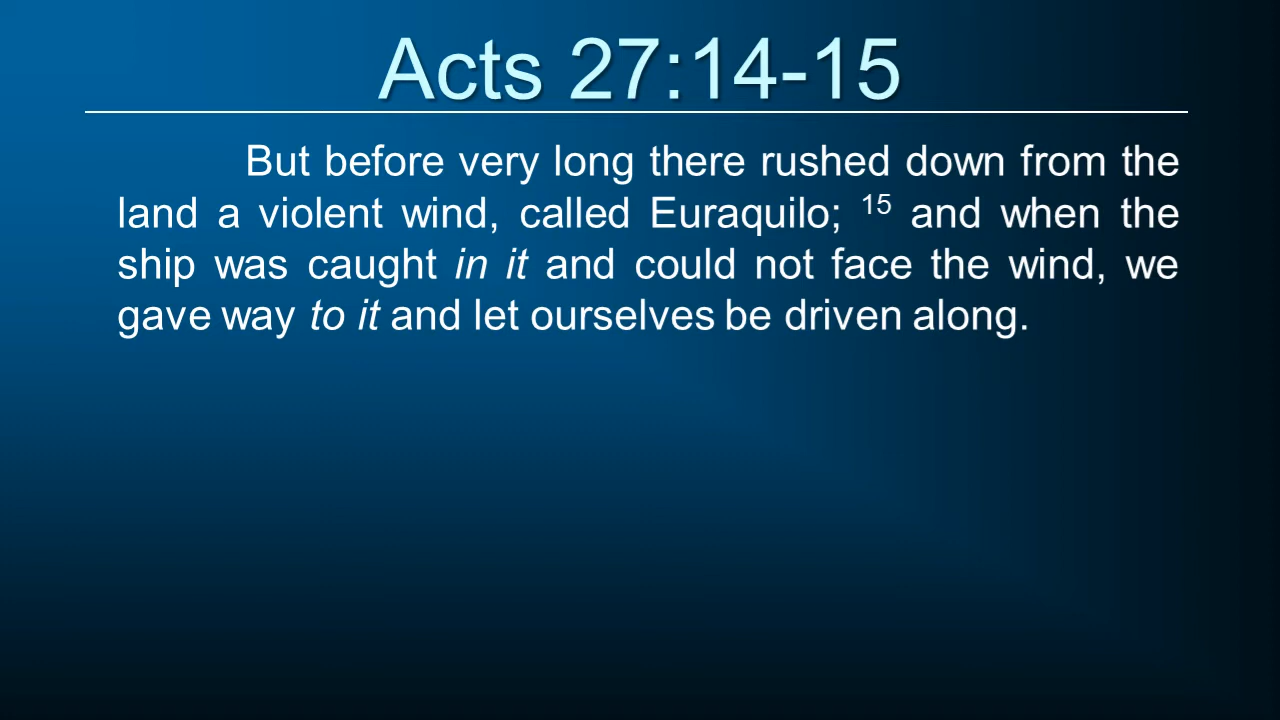 Acts 27:14-15
But before very long there rushed down from the
land a violent wind, called Euraquilo; 15 and when the
ship was caught in it and could not face the wind, we
gave way to it and let ourselves be driven along.